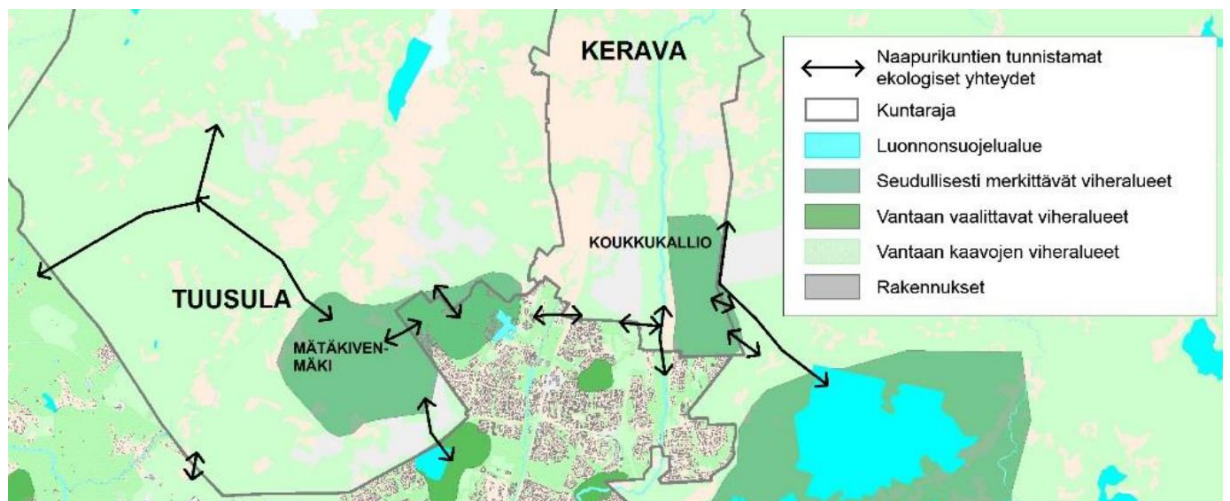 KERAVA
KOUKKUKALLIO
TUUSULA
MÄTÄKIVEN-
MÄKI
Naapurikuntien tunnistamat
ekologiset yhteydet
Kuntaraja
Luonnonsuojelualue
Seudullisesti merkittävät viheralueet
Vantaan vaalittavat viheralueet
Vantaan kaavojen viheralueet
Rakennukset